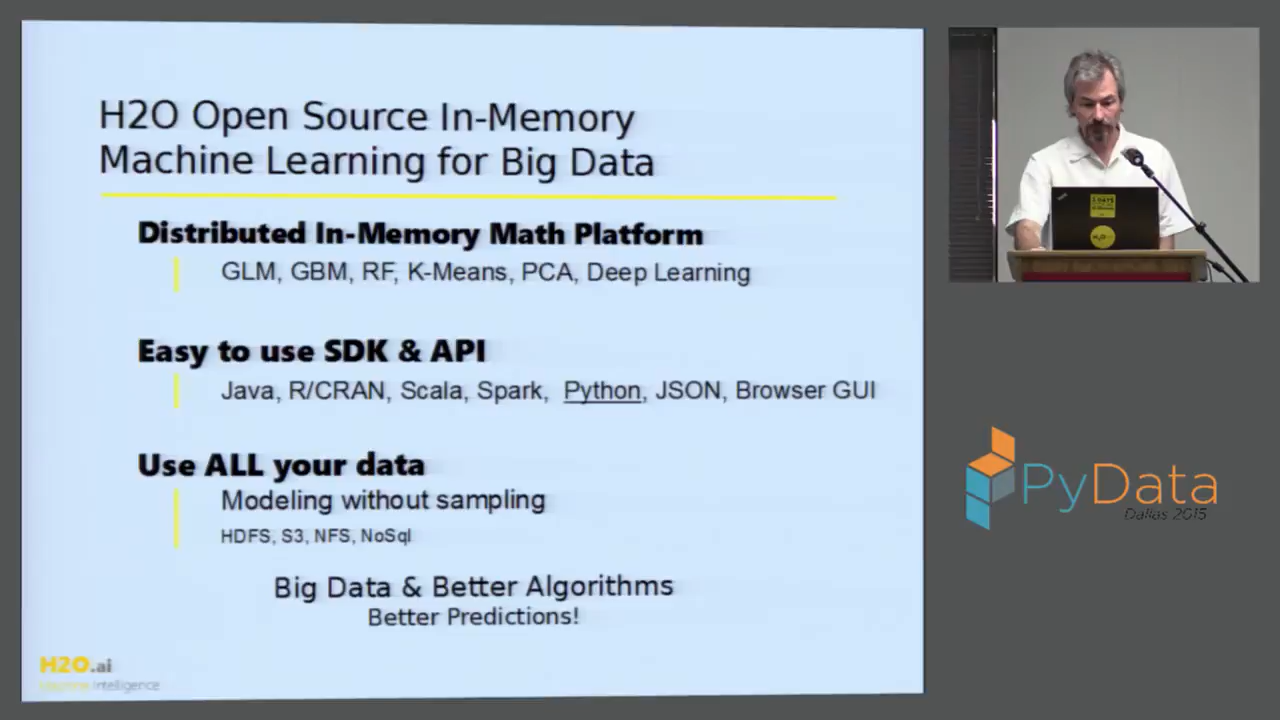 H2O Open Source In-Memory
Machine Learning for Big Data
Distributed In-Memory Math Platform
GLM, GBM, RF, K-Means, PCA, Deep Learning
Easy to use SDK & API
Java, R/CRAN, Scala, Spark, Python, JSON, Browser GUI
Use ALL your data
Modeling without sampling
HDFS, S3, NFS, NoSql
Big Data & Better Algorithms
Better Predictions!
H2O.ai
intelligence
H2O
PyData
Dallas 2015